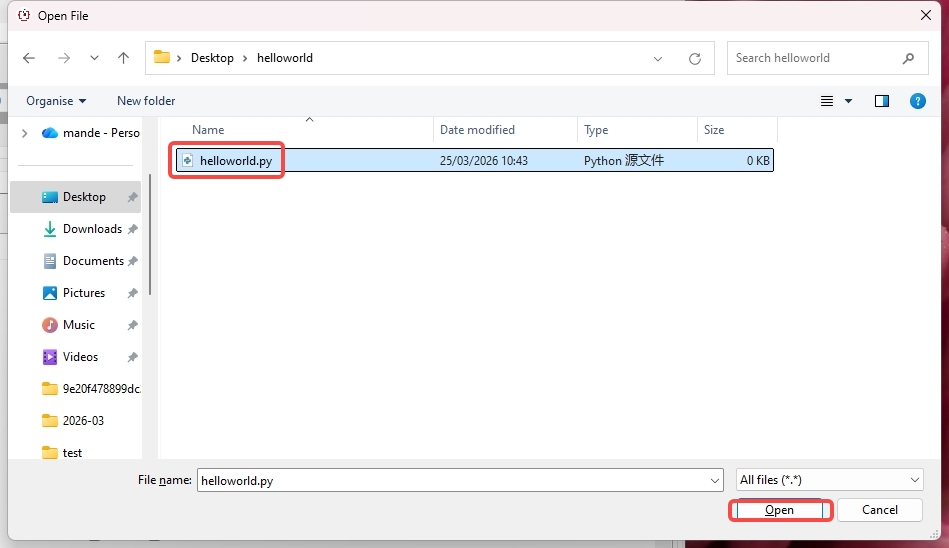 Open File
Desktop
helloworld
Search helloworld
Organise
New folder
?
Name
Date modified
Type
Size
mande - Perso
helloworld.py
25/03/2026 10:43
Python 源文件
0 KB
Desktop
Downloads
Documents
Pictures
Music
Videos
9e20f478899dc.
2026-03
test
File name:
helloworld.py
All files (*.*)
Open
Cancel